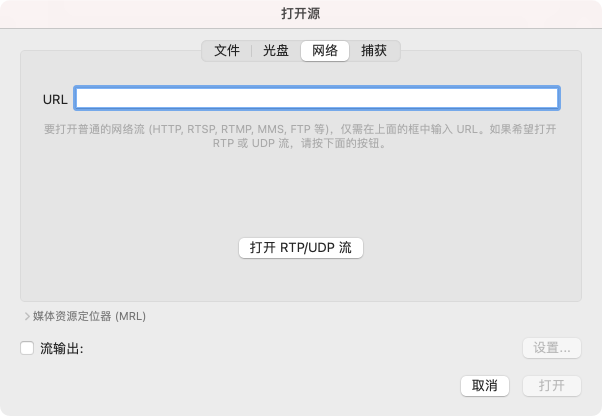 打开源
文件 光盘 网络 捕获
URL
要打开普通的网络流 (HTTP, RTSP, RTMP, MMS, FTP 等)，仅需在上面的框中输入 URL。如果希望打开
RTP 或 UDP 流，请按下面的按钮。
打开 RTP/UDP 流
媒体资源定位器 (MRL)
流输出:
设置...
取消 打开